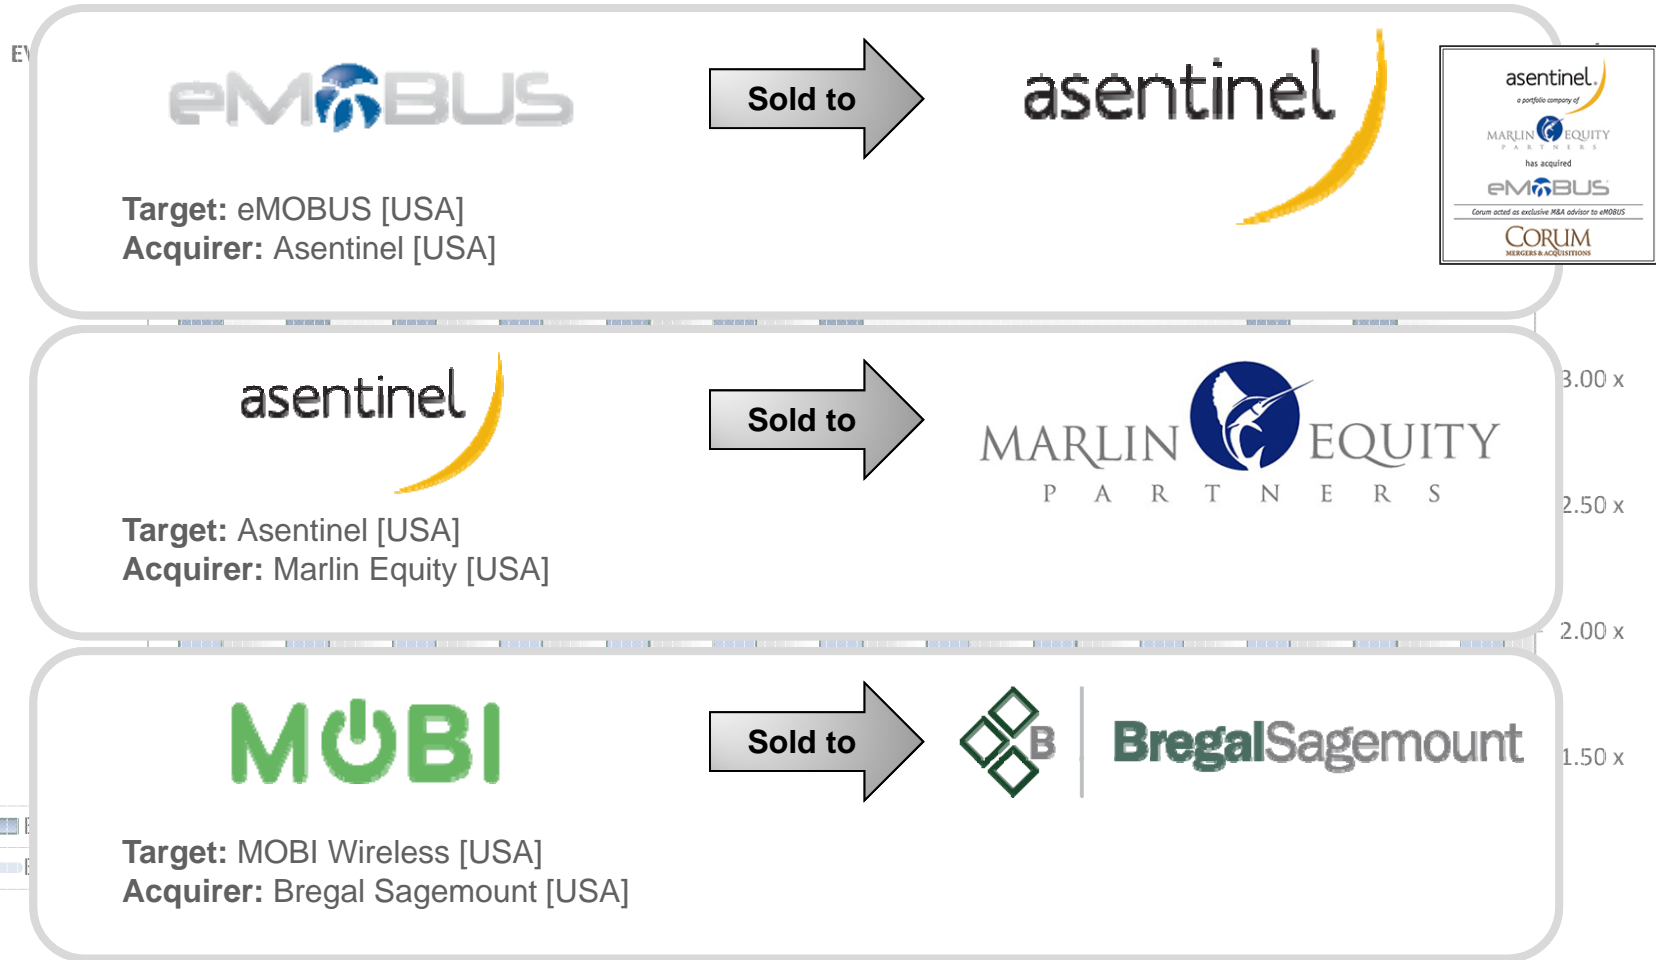 eMOBUS
Sold to
asentinel
Target: eMOBUS [USA]
Acquirer: Asentinel [USA]
asentinel.
a portfolio company of
MARLIN EQUITY
PARTNERS
has acquired
eMOBUS
Corum acted as exclusive M&A advisor to eMOBUS
CORUM
MERGERS & ACQUISITIONS
asentinel
Sold to
MARLIN EQUITY
PARTNERS
3.00 x
2.50 x
Target: Asentinel [USA]
Acquirer: Marlin Equity [USA]
2.00 x
MOBI
Sold to
B
BregalSagemount
1.50 x
Target: MOBI Wireless [USA]
Acquirer: Bregal Sagemount [USA]